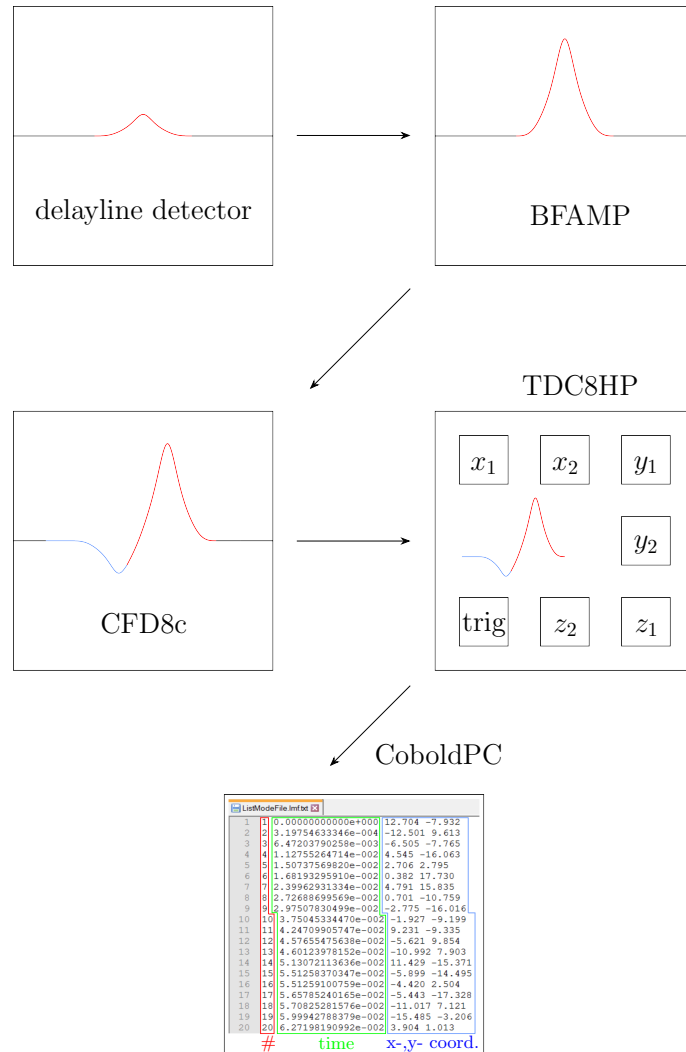 delayline detector
BFAMP
CFD8c
TDC8HP
x₁ x₂ y₁
y₂
trig z₂ z₁
CoboldPC
ListModeFile.lmf.txt
1 1 0.00000000000e+000 12.704 -7.932
2 2 3.19754633346e-004 -12.501 9.613
3 3 6.47203790258e-003 -6.505 -7.765
4 4 1.12755264714e-002 4.545 -16.063
5 5 1.50737569820e-002 2.706 2.795
6 6 1.68193295910e-002 0.382 17.730
7 7 2.39962931334e-002 4.791 15.835
8 8 2.72688699569e-002 0.701 -10.759
9 9 2.97507830499e-002 -2.775 -16.016
10 10 3.75045334470e-002 -1.927 -9.199
11 11 4.24709905747e-002 9.231 -9.335
12 12 4.57655475638e-002 -5.621 9.854
13 13 4.60123978152e-002 -10.992 7.903
14 14 5.13072113636e-002 11.429 -15.371
15 15 5.51258370347e-002 -5.899 -14.495
16 16 5.51259100759e-002 -4.420 2.504
17 17 5.65785240165e-002 -5.443 -17.328
18 18 5.70825281576e-002 -11.017 7.121
19 19 5.99942788379e-002 -15.485 -3.206
20 20 6.27198190992e-002 3.904 1.013
# time x-,y- coord.